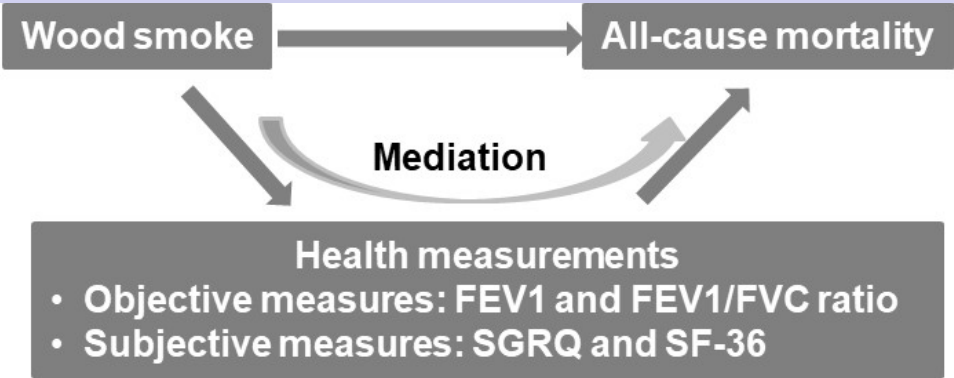 Wood smoke
All-cause mortality
Mediation
Health measurements
• Objective measures: FEV1 and FEV1/FVC ratio
• Subjective measures: SGRQ and SF-36